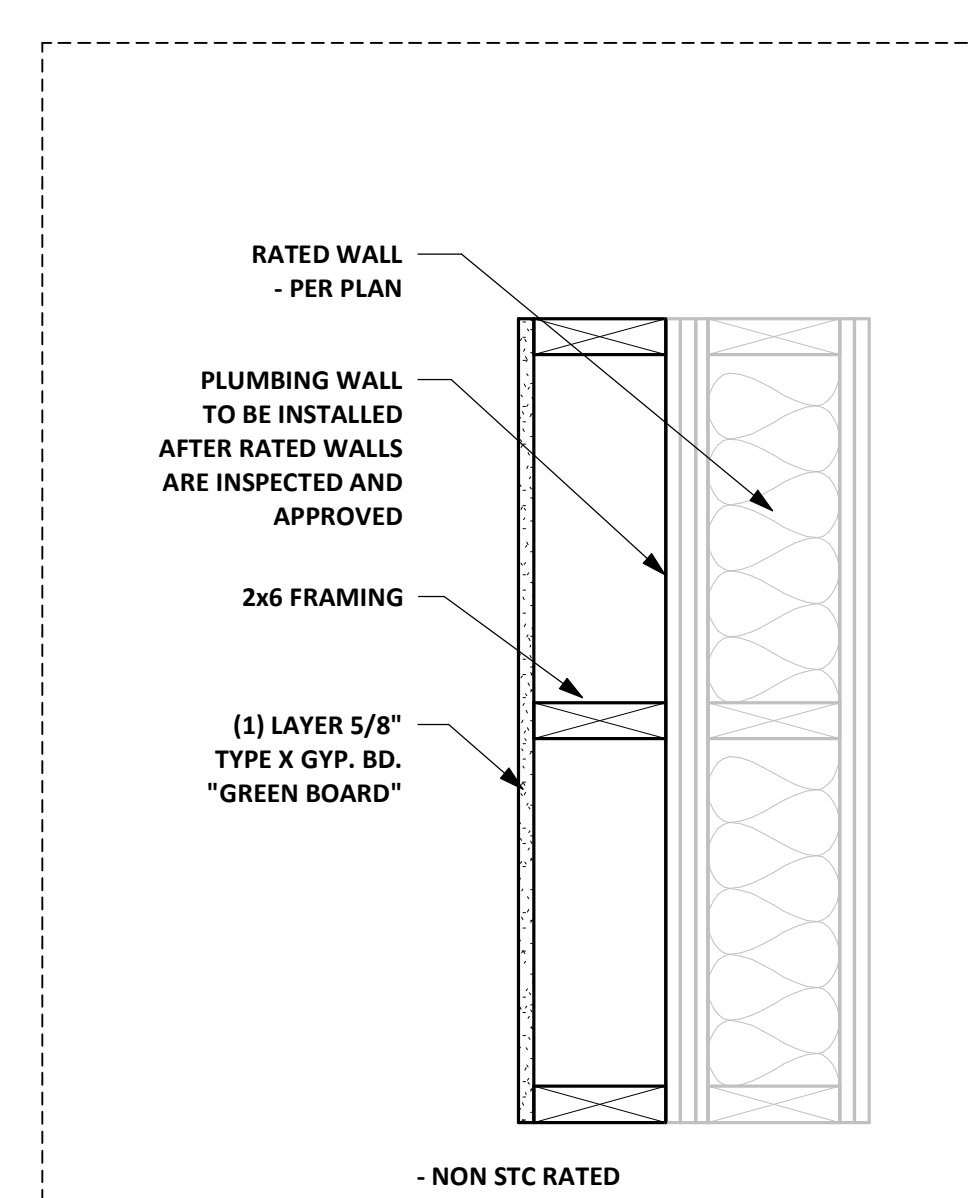 RATED WALL
- PER PLAN
PLUMBING WALL
TO BE INSTALLED
AFTER RATED WALLS
ARE INSPECTED AND
APPROVED
2x6 FRAMING
(1) LAYER 5/8"
TYPE X GYP. BD.
"GREEN BOARD"
- NON STC RATED